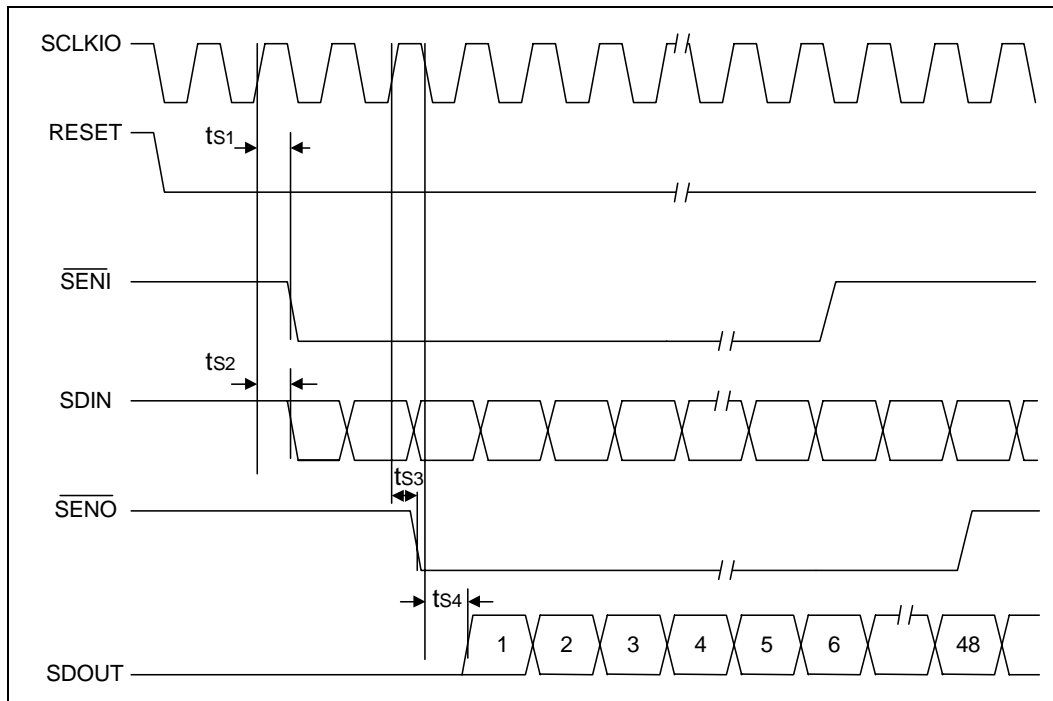 SCLKIO
RESET
tS1
SENI
tS2
SDIN
tS3
SENO
tS4
1 2 3 4 5 6 48
SDOUT